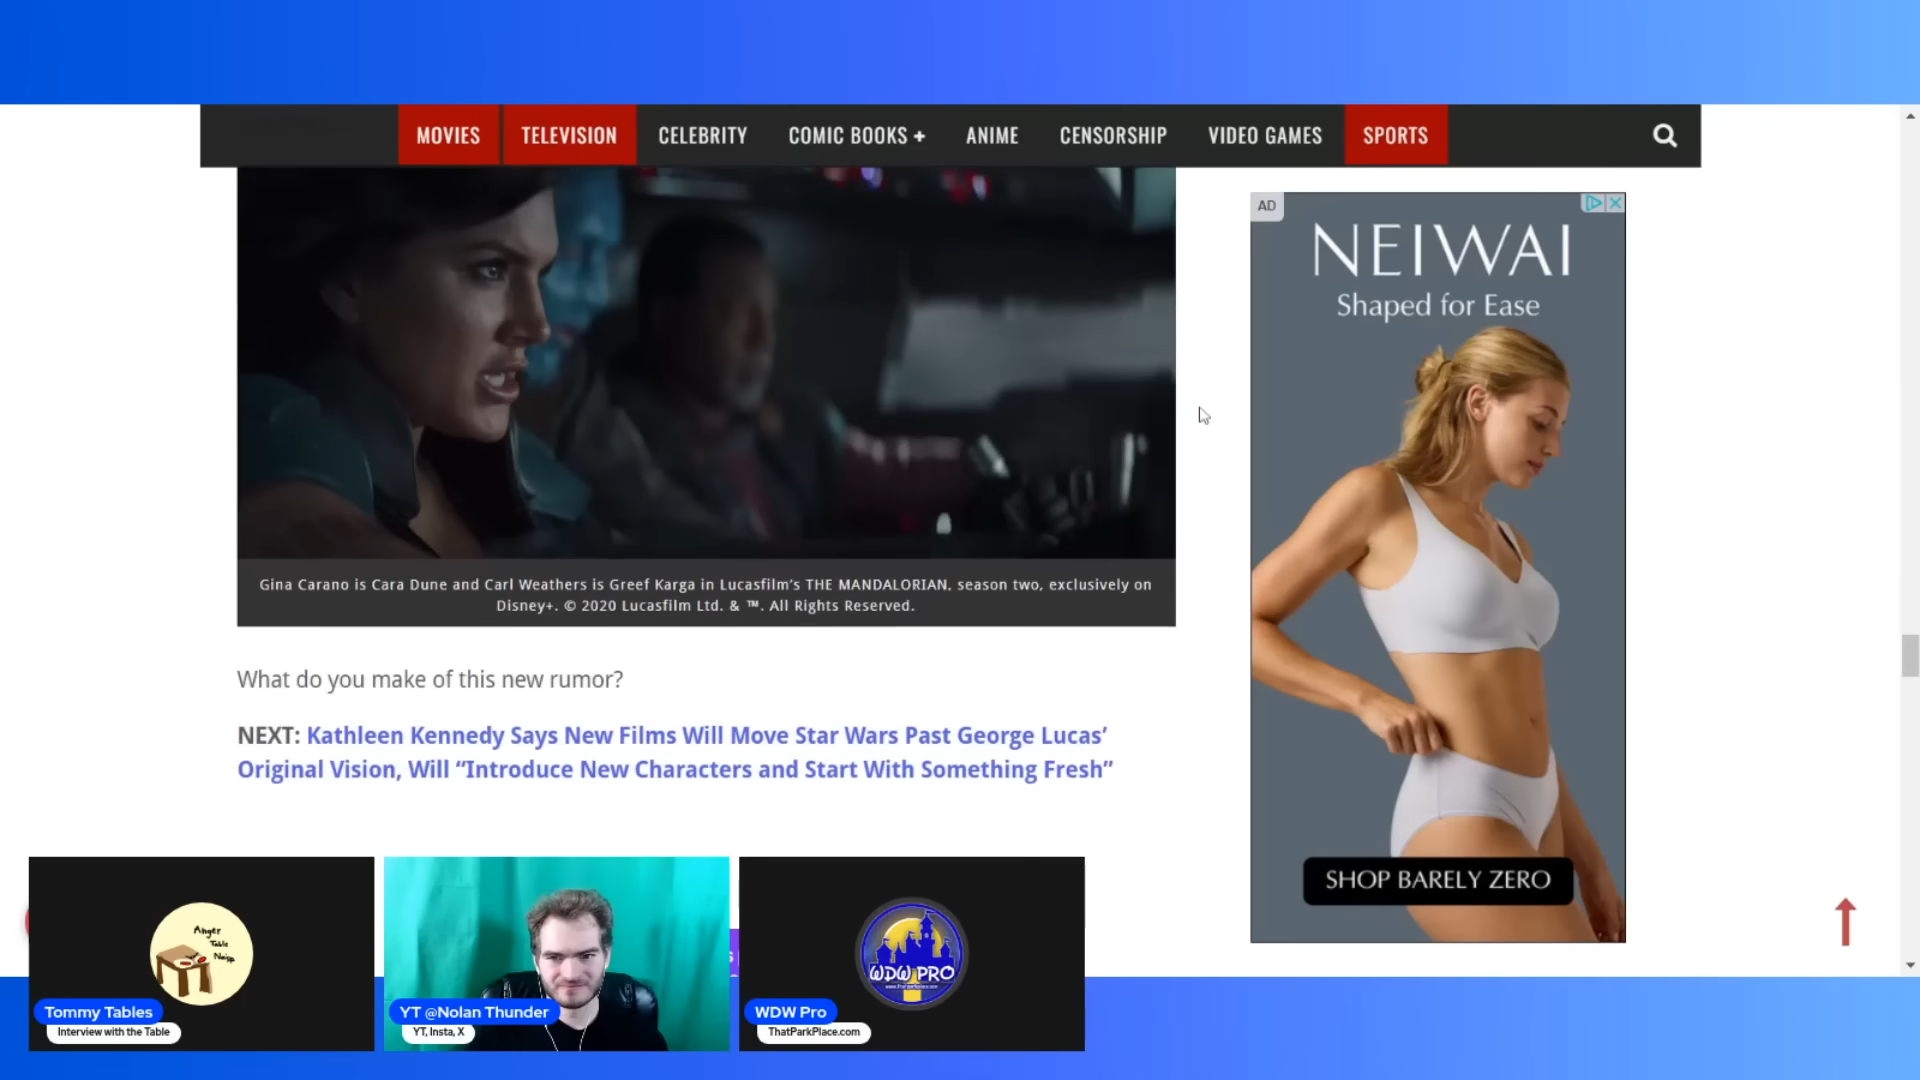 MOVIES TELEVISION CELEBRITY COMIC BOOKS + ANIME CENSORSHIP VIDEO GAMES SPORTS
Gina Carano is Cara Dune and Carl Weathers is Greef Karga in Lucasfilm's THE MANDALORIAN, season two, exclusively on
Disney+. © 2020 Lucasfilm Ltd. & ™. All Rights Reserved.
What do you make of this new rumor?
NEXT: Kathleen Kennedy Says New Films Will Move Star Wars Past George Lucas'
Original Vision, Will “Introduce New Characters and Start With Something Fresh”
AD
NEIWAI
Shaped for Ease
SHOP BARELY ZERO
Anger
Table
Noise
Tommy Tables
Interview with the Table
YT @Nolan Thunder
YT, Insta, X
WDW PRO
WDW Pro
ThatParkPlace.com